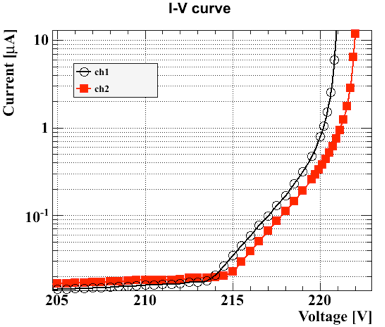 I-V curve
Current [μA]
10
1
10⁻¹
ch1
ch2
205 210 215 220
Voltage [V]